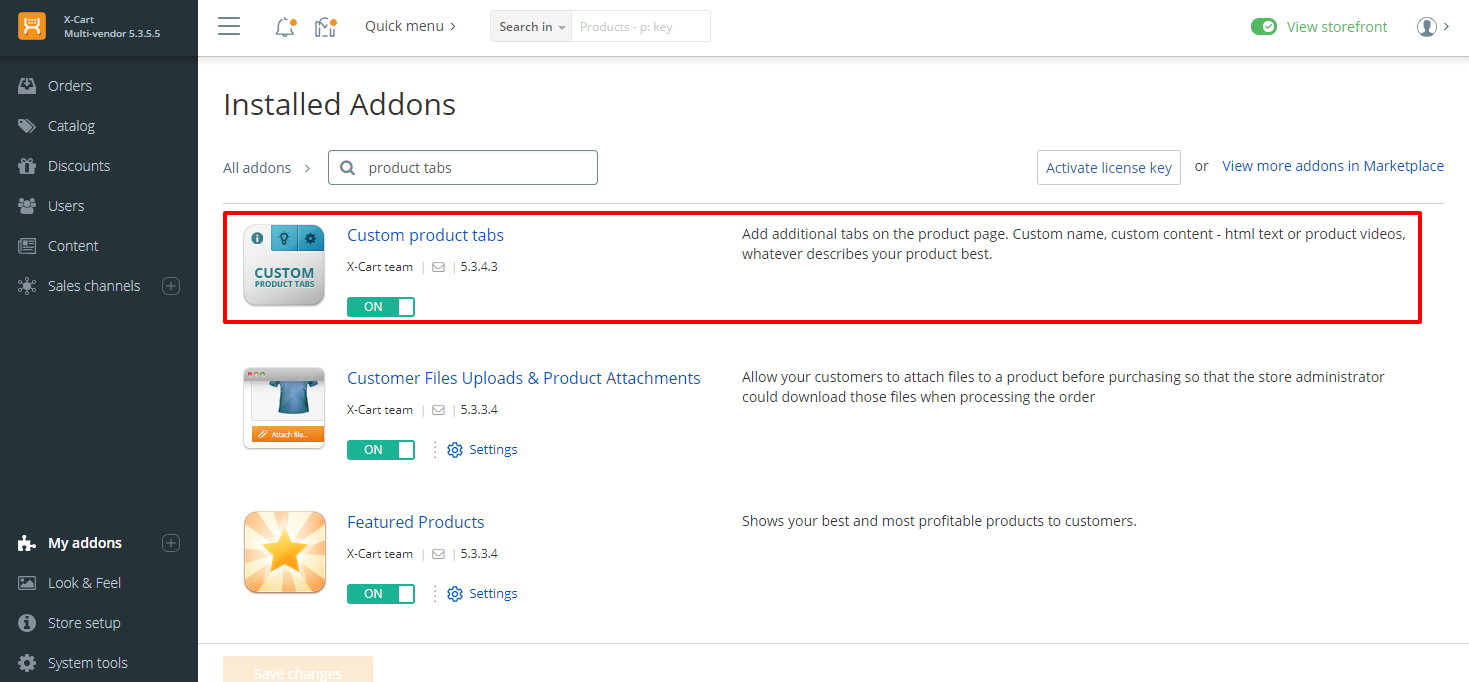 X-Cart
Multi-vendor 5.3.5.5
Quick menu
Search in
Products - p: key
View storefront
Orders
Catalog
Discounts
Users
Content
Sales channels
My addons
Look & Feel
Store setup
System tools
Installed Addons
All addons
product tabs
Activate license key
or
View more addons in Marketplace
CUSTOM
PRODUCT TABS
Custom product tabs
X-Cart team | 5.3.4.3
ON
Add additional tabs on the product page. Custom name, custom content - html text or product videos,
whatever describes your product best.
Attach file...
Customer Files Uploads & Product Attachments
X-Cart team | 5.3.3.4
ON
Settings
Allow your customers to attach files to a product before purchasing so that the store administrator
could download those files when processing the order
Featured Products
X-Cart team | 5.3.3.4
ON
Settings
Shows your best and most profitable products to customers.
Save changes